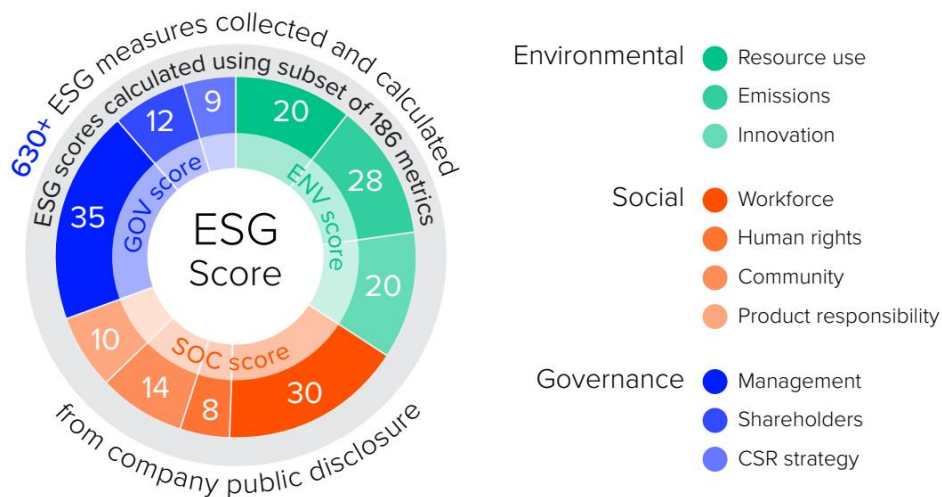 630+ ESG measures collected and calculated
ESG scores calculated using subset of 186 metrics
20
28
20
30
8
14
10
35
12
9
ENV score
SOC score
GOV score
ESG
Score
from company public disclosure
Environmental
Resource use
Emissions
Innovation
Social
Workforce
Human rights
Community
Product responsibility
Governance
Management
Shareholders
CSR strategy